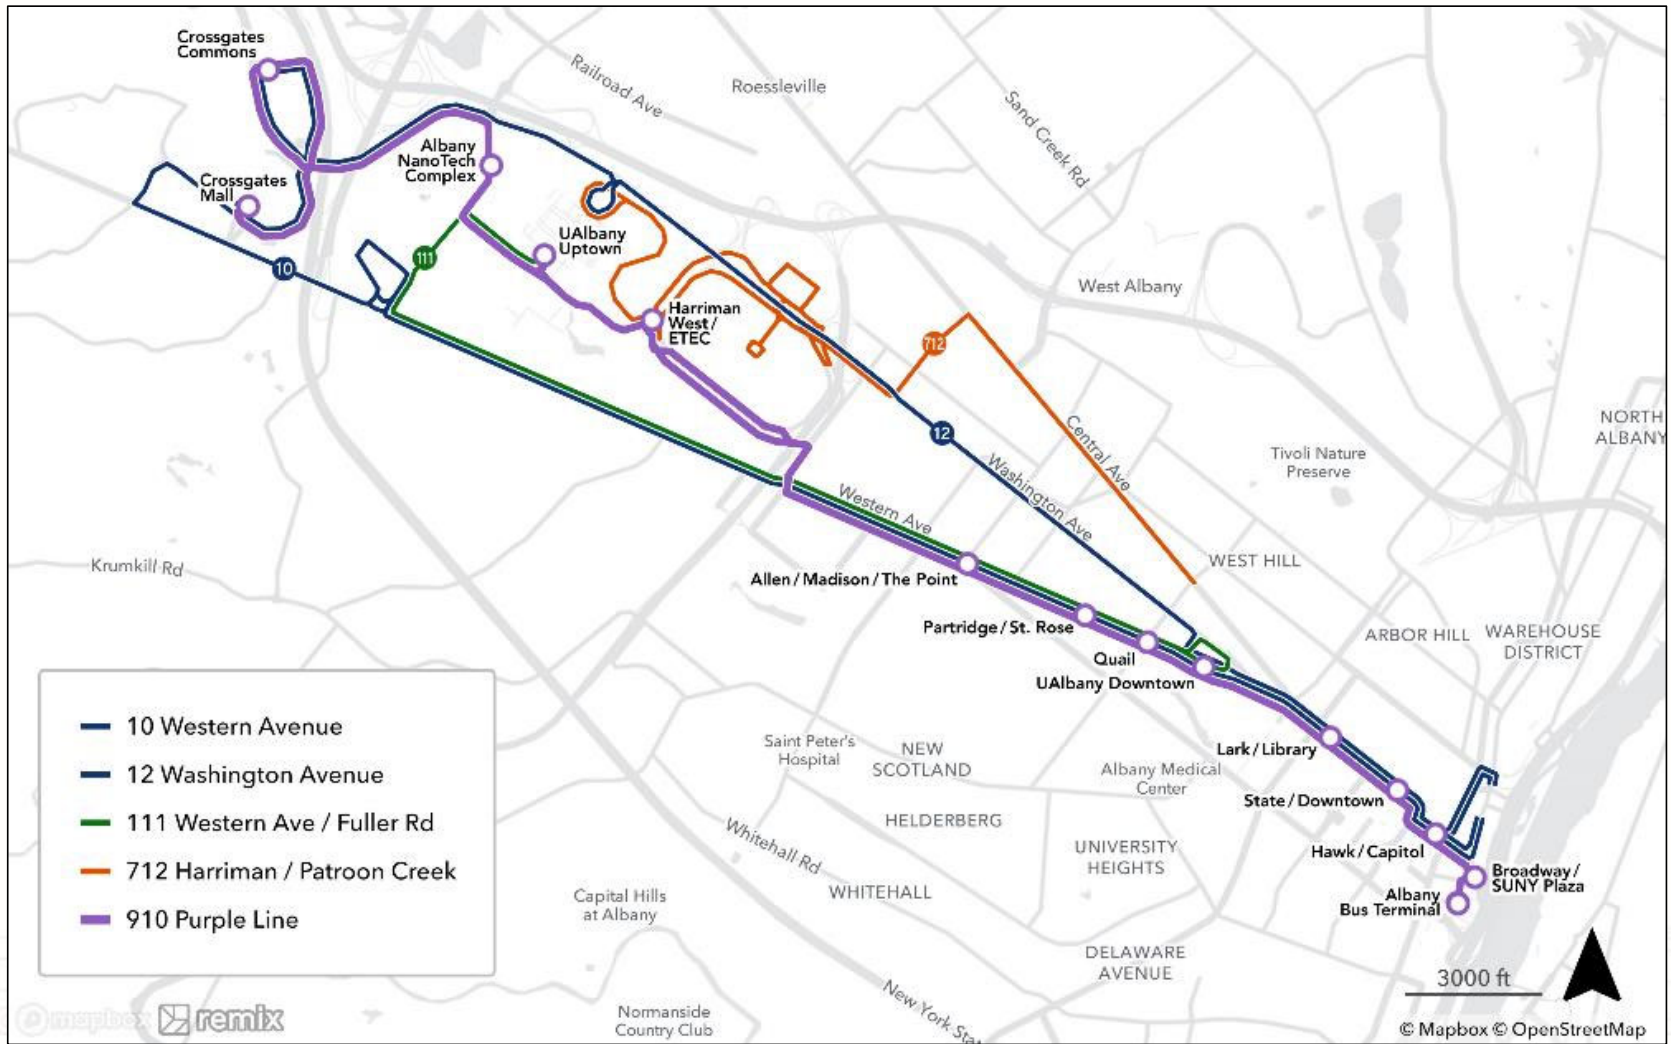 Crossgates
Commons
Railroad Ave
Roessleville
Sand Creek Rd
Albany
NanoTech
Complex
Crossgates
Mall
UAlbany
Uptown
10
111
Harriman
West /
ETEC
West Albany
712
12
Central Ave
Washington Ave
Western Ave
NORTH
ALBANY
Tivoli Nature
Preserve
Krumkill Rd
Allen / Madison / The Point
WEST HILL
Partridge / St. Rose
Quail
UAlbany Downtown
ARBOR HILL
WAREHOUSE
DISTRICT
10 Western Avenue
12 Washington Avenue
111 Western Ave / Fuller Rd
712 Harriman / Patroon Creek
910 Purple Line
Saint Peter's
Hospital
NEW
SCOTLAND
Albany Medical
Center
Lark / Library
State / Downtown
Hawk / Capitol
Broadway /
SUNY Plaza
Albany
Bus Terminal
HELDERBERG
UNIVERSITY
HEIGHTS
Whitehall Rd
WHITEHALL
Capital Hills
at Albany
DELAWARE
AVENUE
New York Stat
Normanside
Country Club
3000 ft
mapbox
remix
© Mapbox © OpenStreetMap